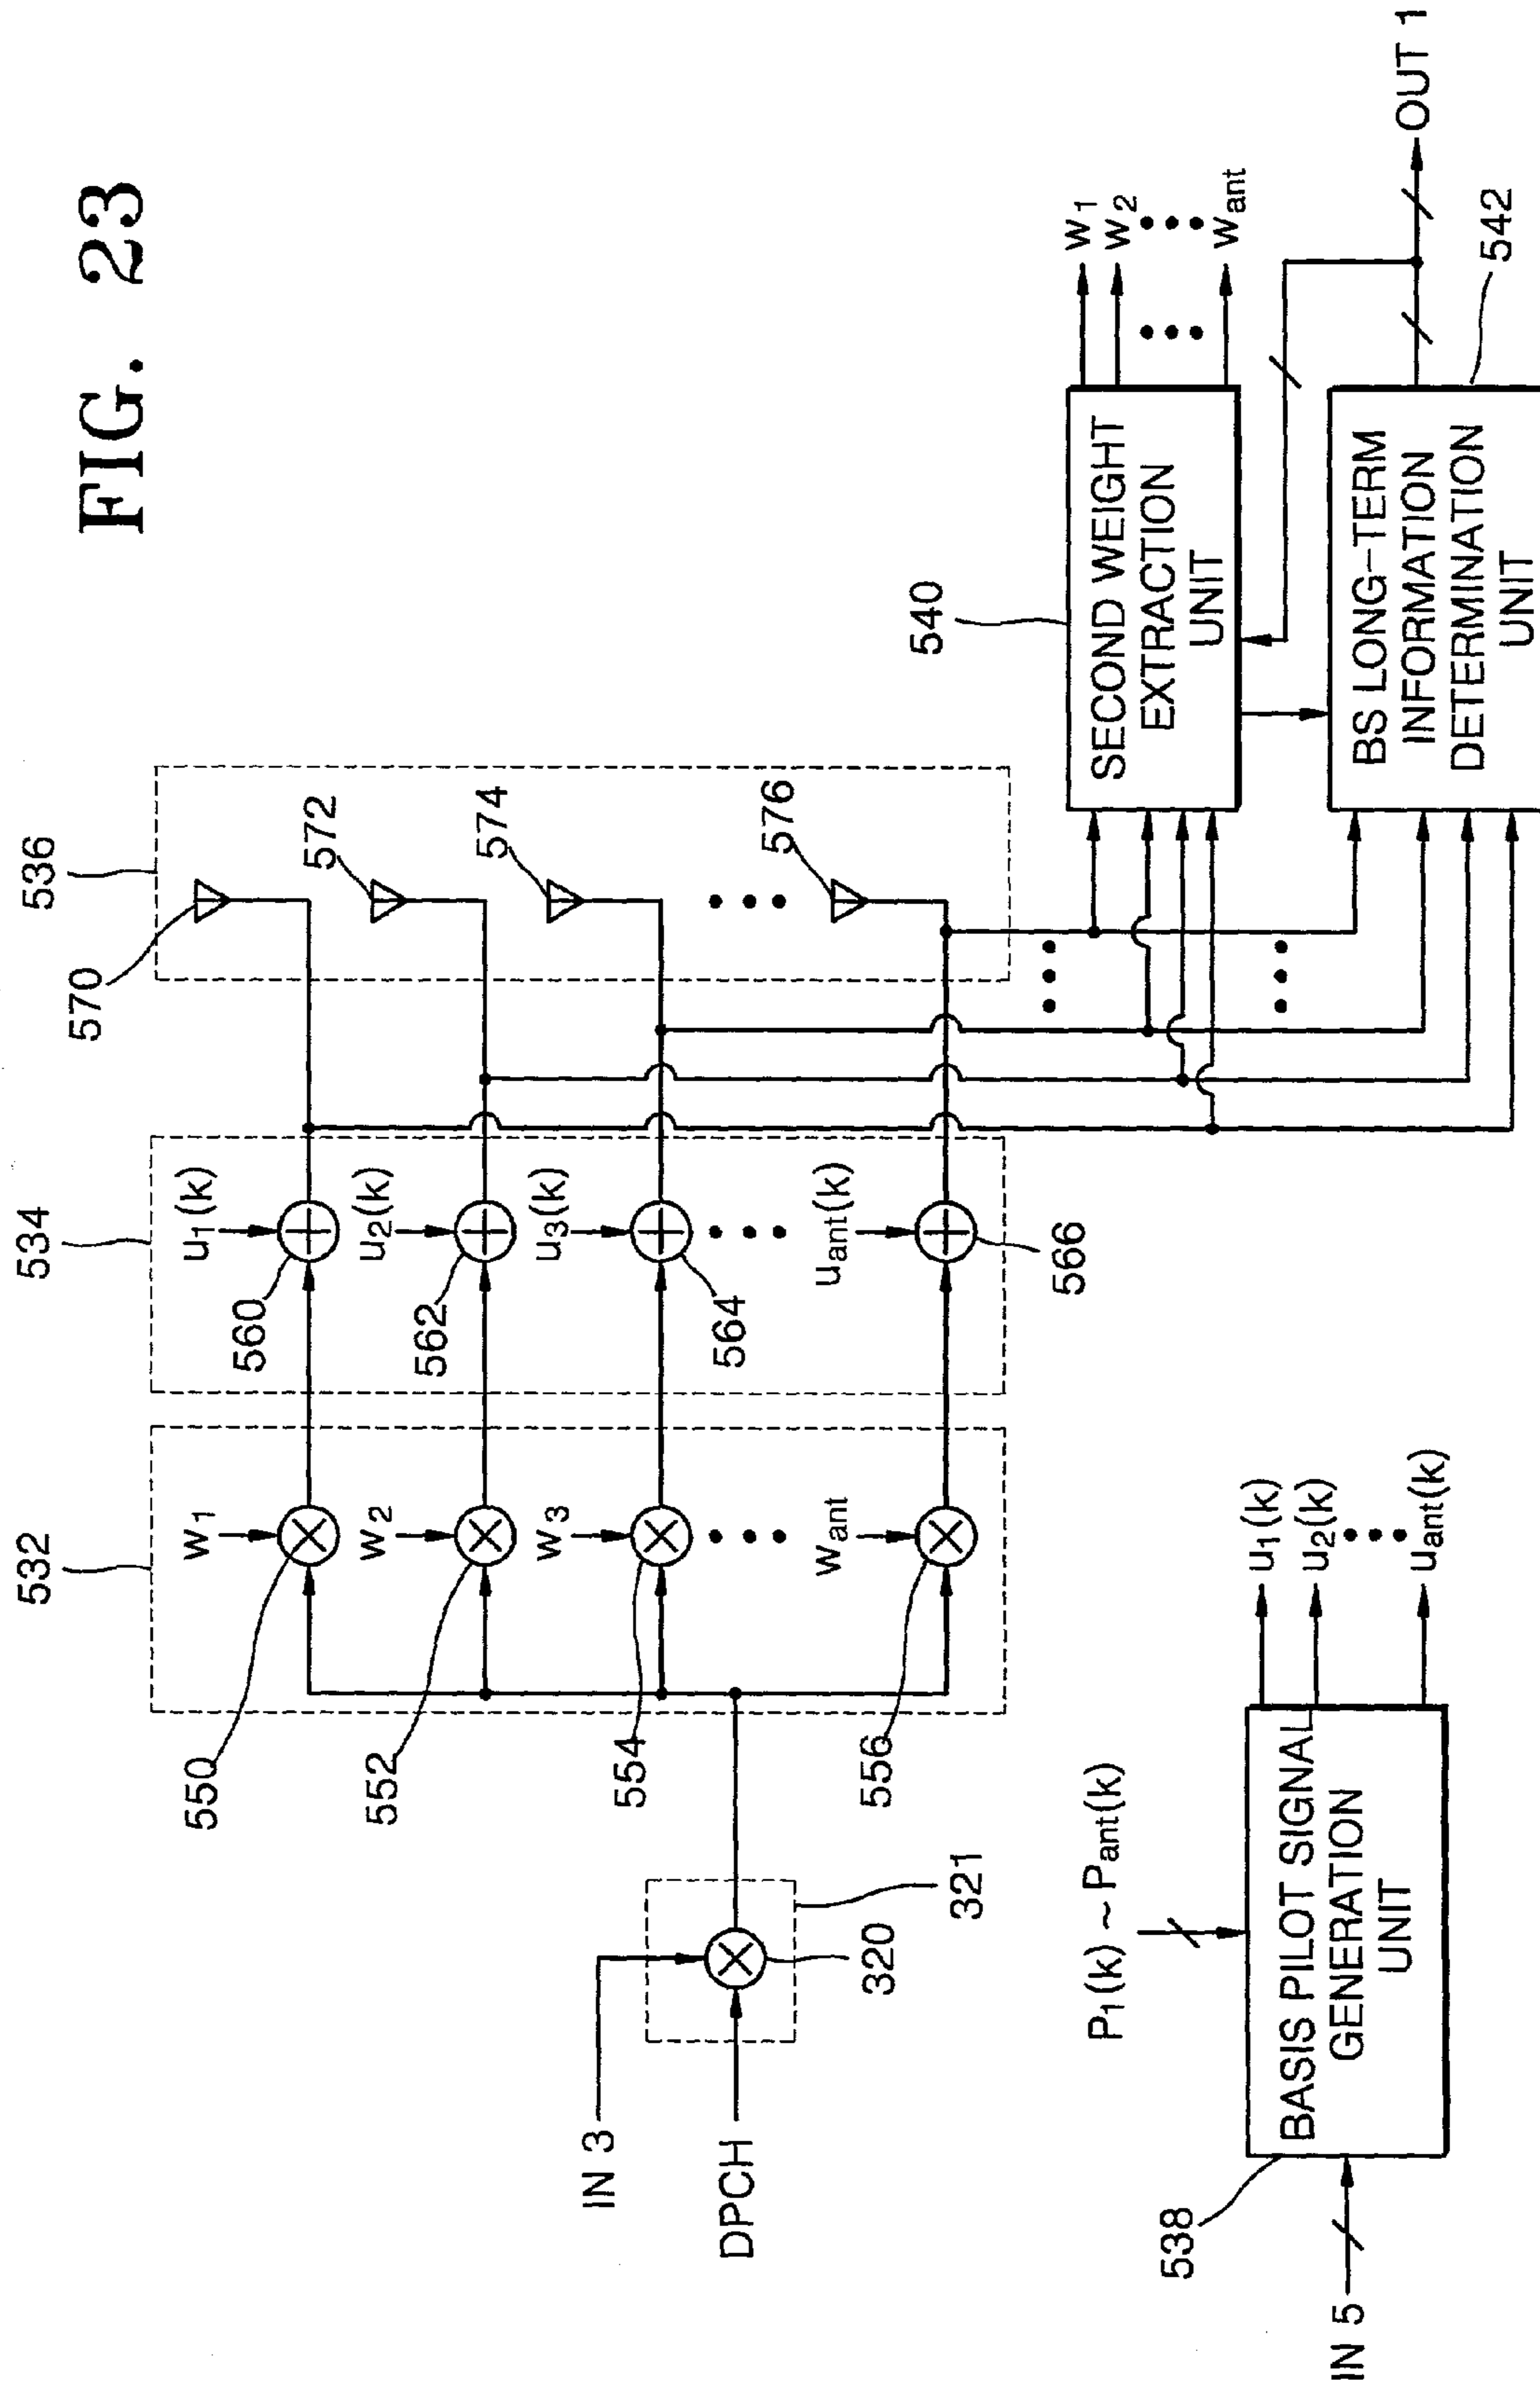 FIG. 23
532
534
536
w1
w2
w3
want
550
552
554
556
u1(k)
u2(k)
u3(k)
uant(k)
560
562
564
566
570
572
574
576
IN 3
DPCH
320
321
540
SECOND WEIGHT
EXTRACTION
UNIT
w1
w2
want
BS LONG-TERM
INFORMATION
DETERMINATION
UNIT
542
OUT 1
P1(k) ~ Pant(k)
IN 5
538
BASIS PILOT SIGNAL
GENERATION
UNIT
u1(k)
u2(k)
uant(k)